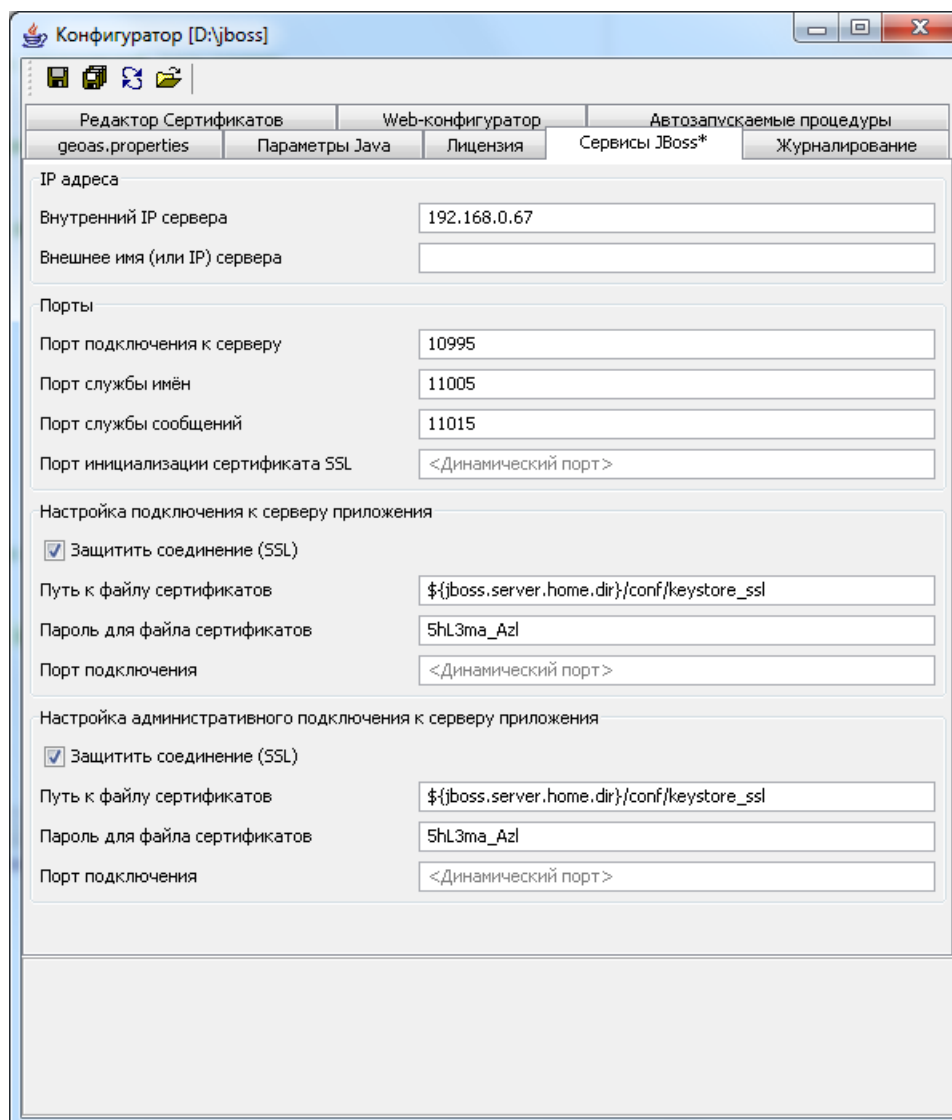 Конфигуратор [D:\jboss]
Редактор Сертификатов Web-конфигуратор Автозапускаемые процедуры
geoas.properties Параметры Java Лицензия Сервисы JBoss* Журналирование
IP адреса
Внутренний IP сервера 192.168.0.67
Внешнее имя (или IP) сервера
Порты
Порт подключения к серверу 10995
Порт службы имён 11005
Порт службы сообщений 11015
Порт инициализации сертификата SSL <Динамический порт>
Настройка подключения к серверу приложения
Защитить соединение (SSL)
Путь к файлу сертификатов ${jboss.server.home.dir}/conf/keystore_ssl
Пароль для файла сертификатов 5hL3ma_Azl
Порт подключения <Динамический порт>
Настройка административного подключения к серверу приложения
Защитить соединение (SSL)
Путь к файлу сертификатов ${jboss.server.home.dir}/conf/keystore_ssl
Пароль для файла сертификатов 5hL3ma_Azl
Порт подключения <Динамический порт>